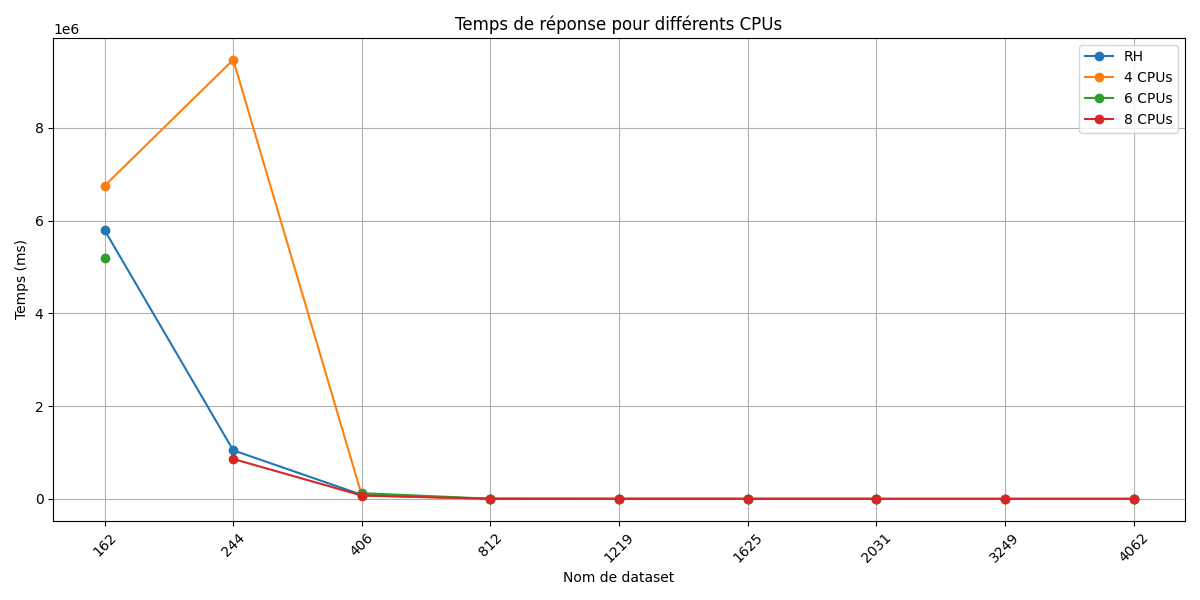 Temps de réponse pour différents CPUs
1e6
RH
4 CPUs
6 CPUs
8 CPUs
8
6
4
2
0
Temps (ms)
162
244
406
812
1219
1625
2031
3249
4062
Nom de dataset